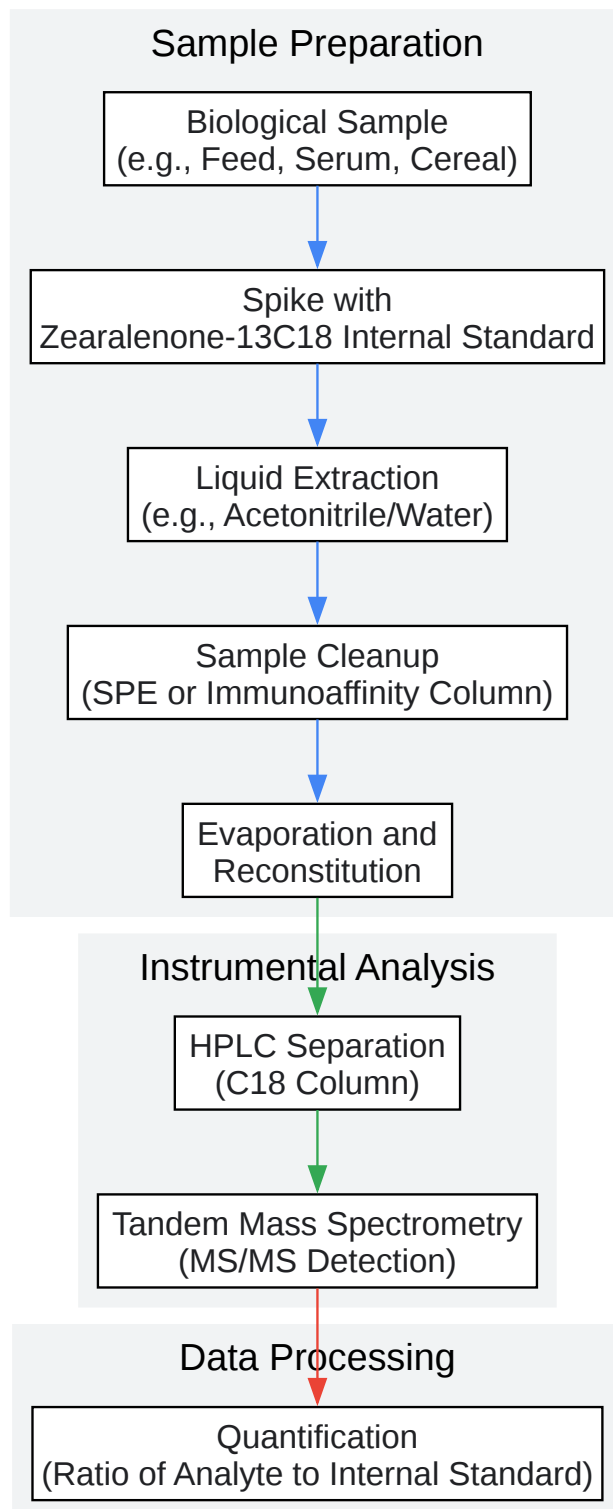 Sample Preparation
Biological Sample
(e.g., Feed, Serum, Cereal)
Spike with
Zearalenone-13C18 Internal Standard
Liquid Extraction
(e.g., Acetonitrile/Water)
Sample Cleanup
(SPE or Immunoaffinity Column)
Evaporation and
Reconstitution
Instrumental Analysis
HPLC Separation
(C18 Column)
Tandem Mass Spectrometry
(MS/MS Detection)
Data Processing
Quantification
(Ratio of Analyte to Internal Standard)